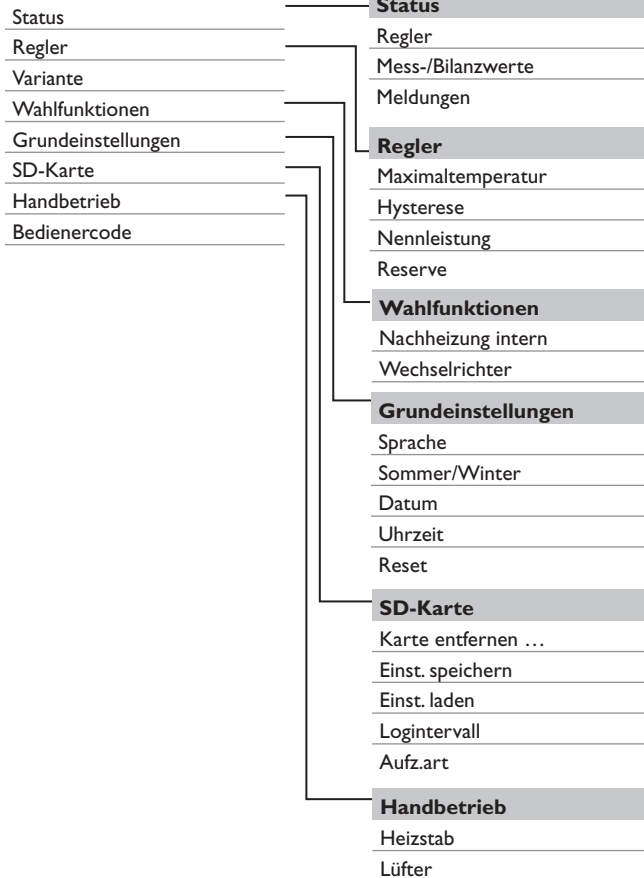 Status
Regler
Variante
Wahlfunktionen
Grundeinstellungen
SD-Karte
Handbetrieb
Bedienercode
Status
Regler
Mess-/Bilanzwerte
Meldungen
Regler
Maximaltemperatur
Hysterese
Nennleistung
Reserve
Wahlfunktionen
Nachheizung intern
Wechselrichter
Grundeinstellungen
Sprache
Sommer/Winter
Datum
Uhrzeit
Reset
SD-Karte
Karte entfernen …
Einst. speichern
Einst. laden
Logintervall
Aufz.art
Handbetrieb
Heizstab
Lüfter